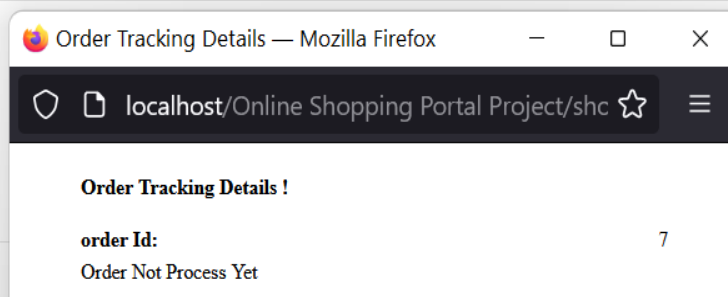 Order Tracking Details — Mozilla Firefox
localhost/Online Shopping Portal Project/shc
Order Tracking Details !
order Id: 7
Order Not Process Yet